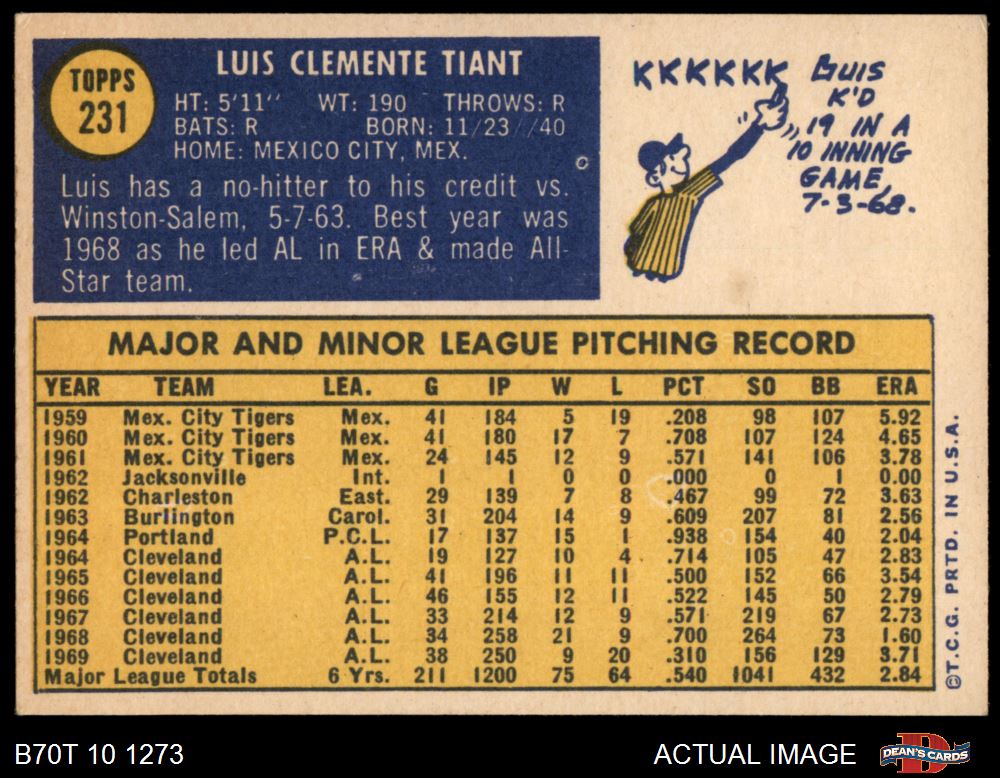 TOPPS
231
LUIS CLEMENTE TIANT
HT: 5'11" WT: 190 THROWS: R
BATS: R BORN: 11/23//40
HOME: MEXICO CITY, MEX.
Luis has a no-hitter to his credit vs.
Winston-Salem, 5-7-63. Best year was
1968 as he led AL in ERA & made All-
Star team.
KKKKKK
LUIS
K'D
19 IN A
10 INNING
GAME,
7-3-68.
MAJOR AND MINOR LEAGUE PITCHING RECORD
YEAR TEAM LEA. G IP W L PCT SO BB ERA
1959 Mex. City Tigers Mex. 41 184 5 19 .208 98 107 5.92
1960 Mex. City Tigers Mex. 41 180 17 7 .708 107 124 4.65
1961 Mex. City Tigers Mex. 24 145 12 9 .571 141 106 3.78
1962 Jacksonville Int. 1 1 0 0 .000 0 1 0.00
1962 Charleston East. 29 139 7 8 .467 99 72 3.63
1963 Burlington Carol. 31 204 14 9 .609 207 81 2.56
1964 Portland P.C.L. 17 137 15 1 .938 154 40 2.04
1964 Cleveland A.L. 19 127 10 4 .714 105 47 2.83
1965 Cleveland A.L. 41 196 11 11 .500 152 66 3.54
1966 Cleveland A.L. 46 155 12 11 .522 145 50 2.79
1967 Cleveland A.L. 33 214 12 9 .571 219 67 2.73
1968 Cleveland A.L. 34 258 21 9 .700 264 73 1.60
1969 Cleveland A.L. 38 250 9 20 .310 156 129 3.71
Major League Totals 6 Yrs. 211 1200 75 64 .540 1041 432 2.84
©T.C.G. PRTD. IN U.S.A.
B70T 10 1273
ACTUAL IMAGE
DEAN'S CARDS